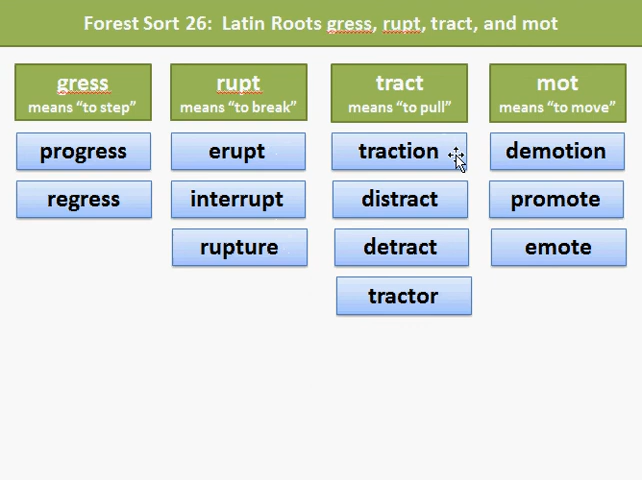 Forest Sort 26:  Latin Roots gress, rupt, tract, and mot
gress
means “to step”
rupt
means “to break”
tract
means “to pull”
mot
means “to move”
progress
erupt
traction
demotion
regress
interrupt
distract
promote
rupture
detract
emote
tractor